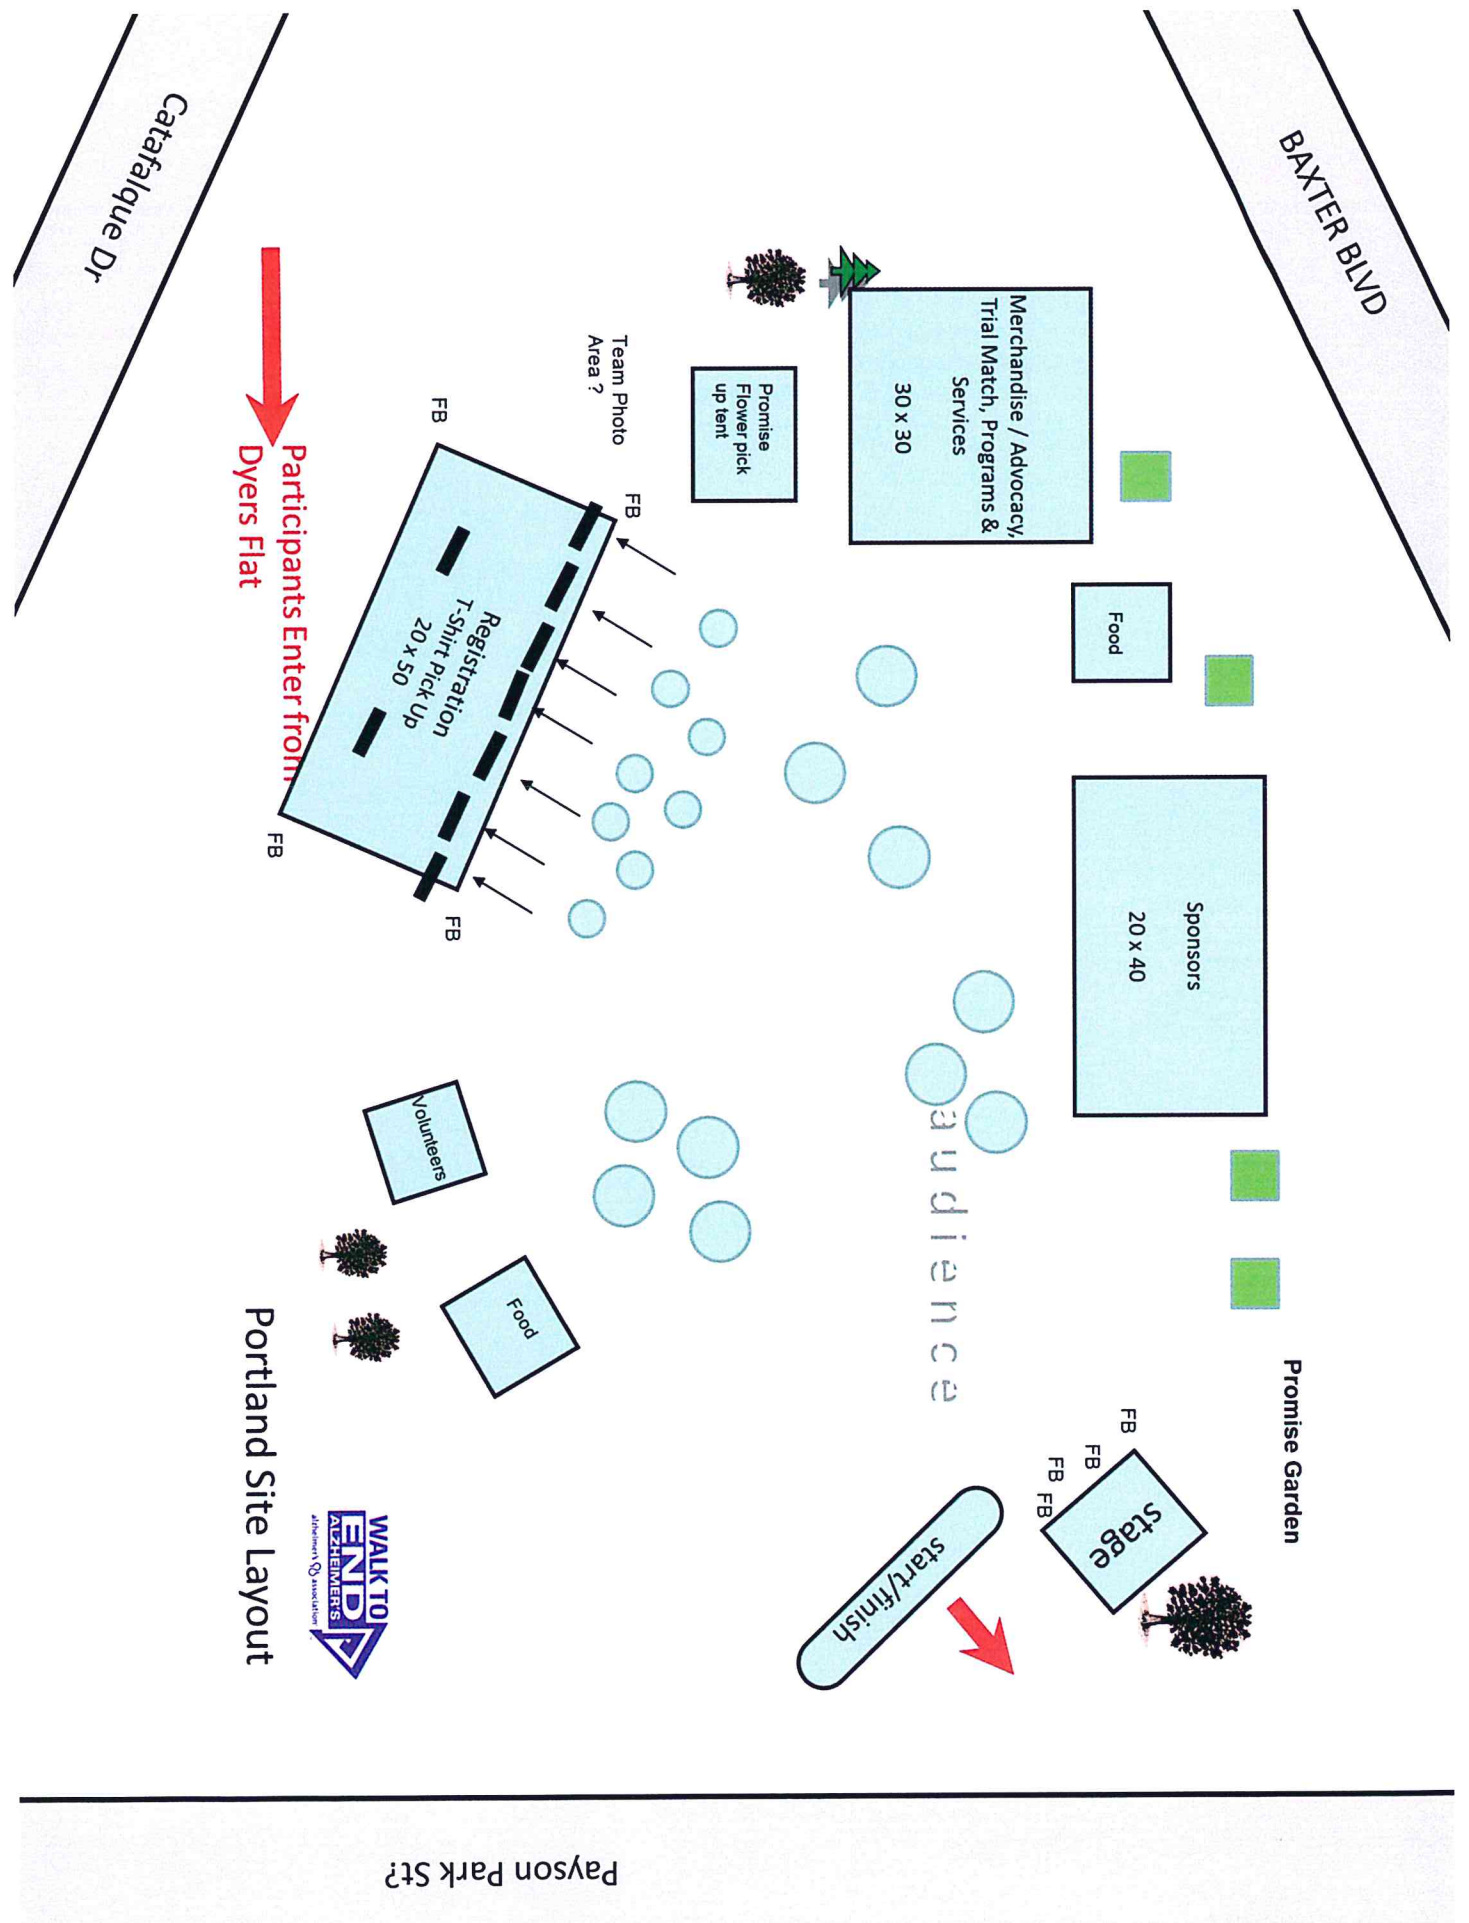 BAXTER BLVD
Catafalque Dr
Merchandise / Advocacy,
Trial Match, Programs &
Services
30 x 30
Promise
Flower pick
up tent
Team Photo
Area ?
Food
Sponsors
20 x 40
Promise Garden
FB
FB
FB
FB
stage
start/finish
audience
FB
FB
Registration
T-Shirt Pick Up
20 x 50
FB
FB
Participants Enter from
Dyers Flat
Volunteers
Food
Portland Site Layout
WALK TO
END
ALZHEIMER'S
alzheimer's association
Payson Park St?